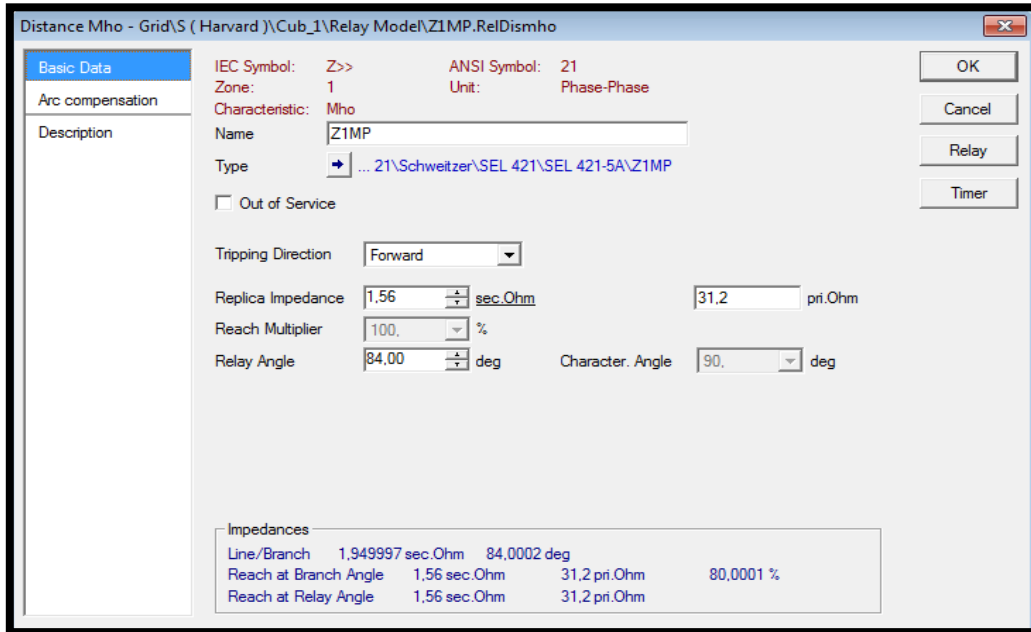 Distance Mho - Grid\S ( Harvard )\Cub_1\Relay Model\Z1MP.RelDismho
Basic Data
Arc compensation
Description
IEC Symbol: Z>> ANSI Symbol: 21
Zone: 1 Unit: Phase-Phase
Characteristic: Mho
Name Z1MP
Type ... 21\Schweitzer\SEL 421\SEL 421-5A\Z1MP
Out of Service
Tripping Direction Forward
Replica Impedance 1,56 sec.Ohm 31,2 pri.Ohm
Reach Multiplier 100, %
Relay Angle 84,00 deg Character. Angle 90, deg
Impedances
Line/Branch 1,949997 sec.Ohm 84,0002 deg
Reach at Branch Angle 1,56 sec.Ohm 31,2 pri.Ohm 80,0001 %
Reach at Relay Angle 1,56 sec.Ohm 31,2 pri.Ohm
OK
Cancel
Relay
Timer